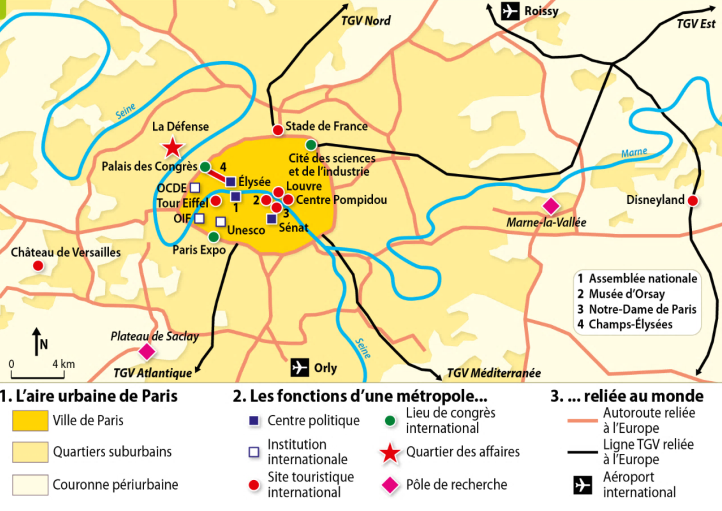 TGV Nord
Roissy
TGV Est
Seine
La Défense
Stade de France
Palais des Congrès
4
Cité des sciences
et de l'industrie
Marne
Élysée
OCDE
Louvre
Tour Eiffel
1
2
Centre Pompidou
Disneyland
OIF
3
Marne-la-Vallée
Unesco
Sénat
Paris Expo
Château de Versailles
1 Assemblée nationale
2 Musée d'Orsay
3 Notre-Dame de Paris
4 Champs-Élysées
Plateau de Saclay
N
Seine
0 4 km
TGV Atlantique
Orly
TGV Méditerranée
1. L'aire urbaine de Paris
Ville de Paris
Quartiers suburbains
Couronne périurbaine
2. Les fonctions d'une métropole...
Centre politique
Institution
internationale
Site touristique
international
Lieu de congrès
international
Quartier des affaires
Pôle de recherche
3. ... reliée au monde
Autoroute reliée
à l'Europe
Ligne TGV reliée
à l'Europe
Aéroport
international